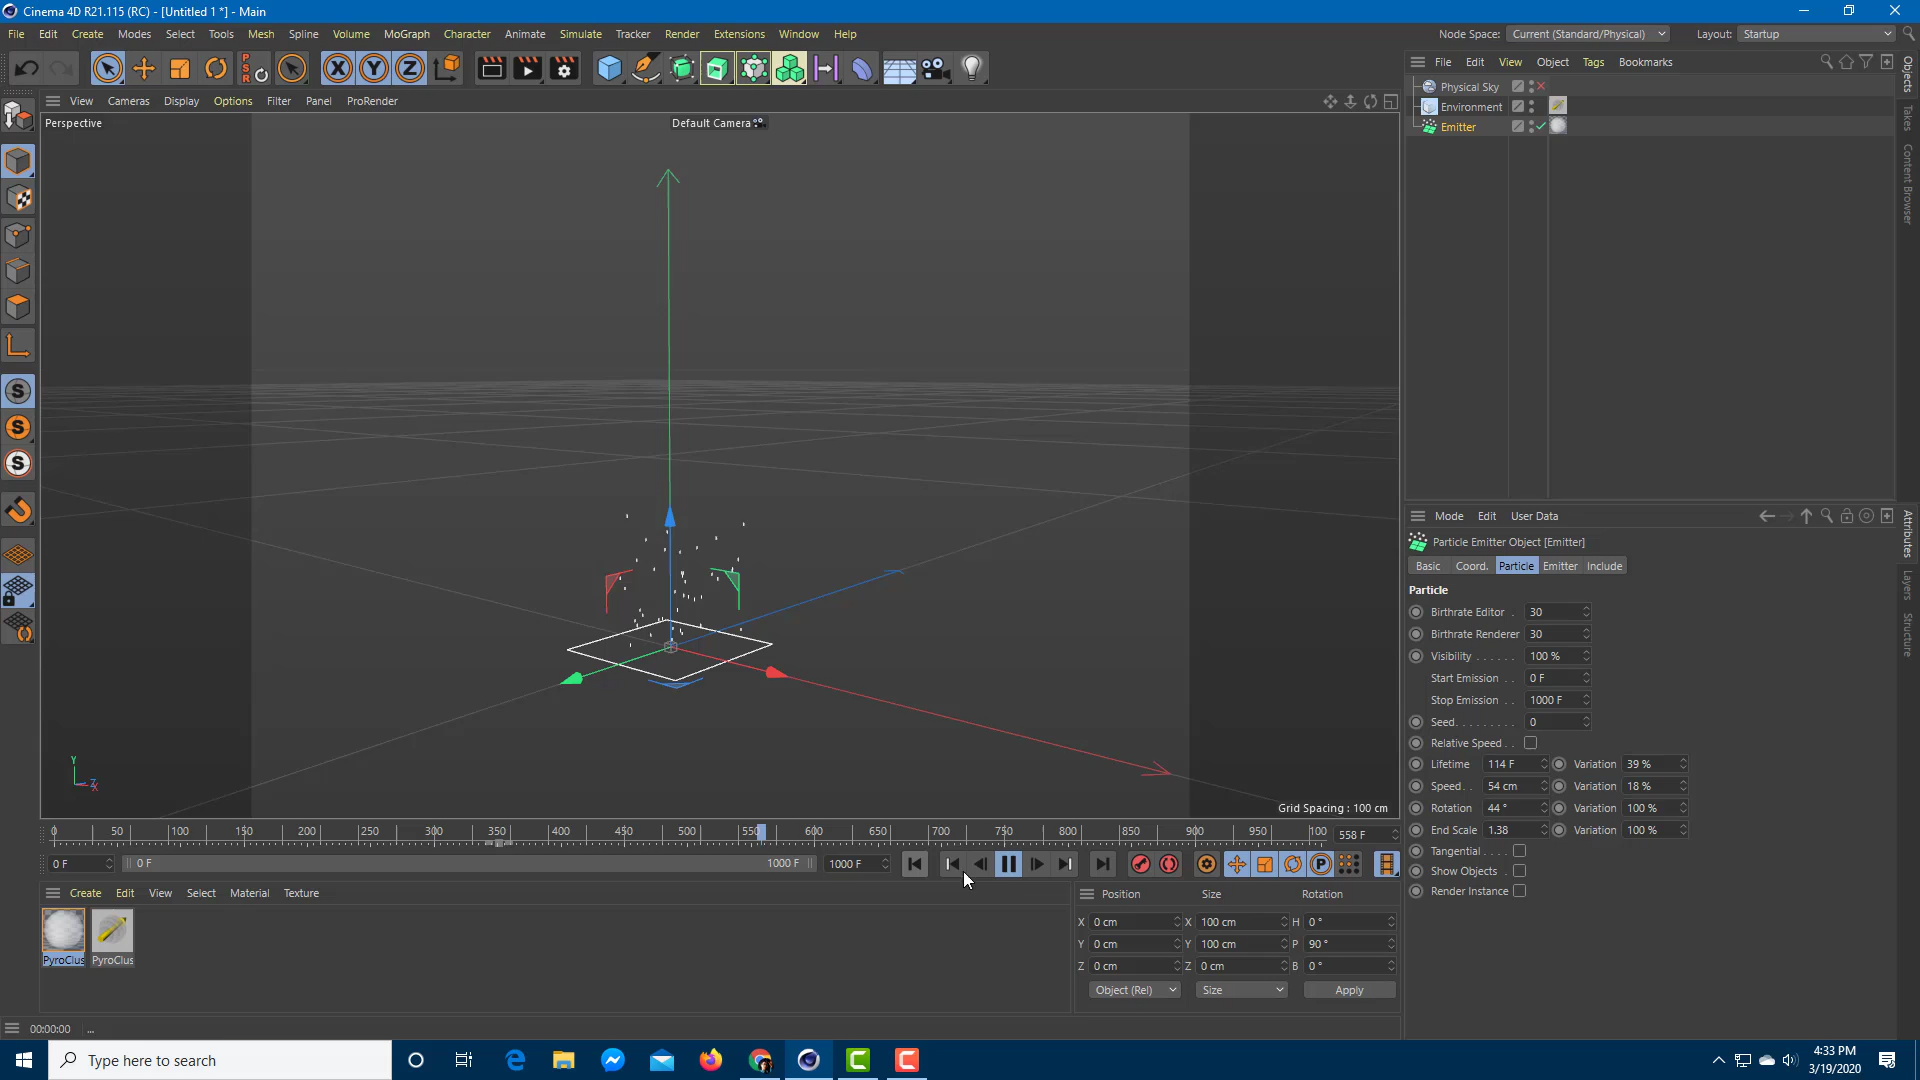 Cinema 4D R21.115 (RC) - [Untitled 1 *] - Main
File Edit Create Modes Select Tools Mesh Spline Volume MoGraph Character Animate Simulate Tracker Render Extensions Window Help
Node Space: Current (Standard/Physical) Layout: Startup
View Cameras Display Options Filter Panel ProRender
File Edit View Object Tags Bookmarks
Perspective
Default Camera
Physical Sky
Environment
Emitter
Objects
Takes
Content Browser
Mode Edit User Data
Particle Emitter Object [Emitter]
Basic Coord. Particle Emitter Include
Particle
Birthrate Editor . 30
Birthrate Renderer 30
Visibility . . . . . . 100 %
Start Emission . . 0 F
Stop Emission . . 1000 F
Seed. . . . . . . . . 0
Relative Speed . .
Lifetime 114 F Variation 39 %
Speed. . 54 cm Variation 18 %
Rotation 44 ° Variation 100 %
End Scale 1.38 Variation 100 %
Tangential . . . .
Show Objects .
Render Instance
Attributes
Layers
Structure
Y
Z
X
Grid Spacing : 100 cm
0 50 100 150 200 250 300 350 400 450 500 550 600 650 700 750 800 850 900 950 100 558 F
0 F 0 F 1000 F 1000 F
Create Edit View Select Material Texture
PyroClus PyroClus
Position Size Rotation
X 0 cm X 100 cm H 0 °
Y 0 cm Y 100 cm P 90 °
Z 0 cm Z 0 cm B 0 °
Object (Rel) Size Apply
00:00:00 ...
Type here to search
4:33 PM
3/19/2020